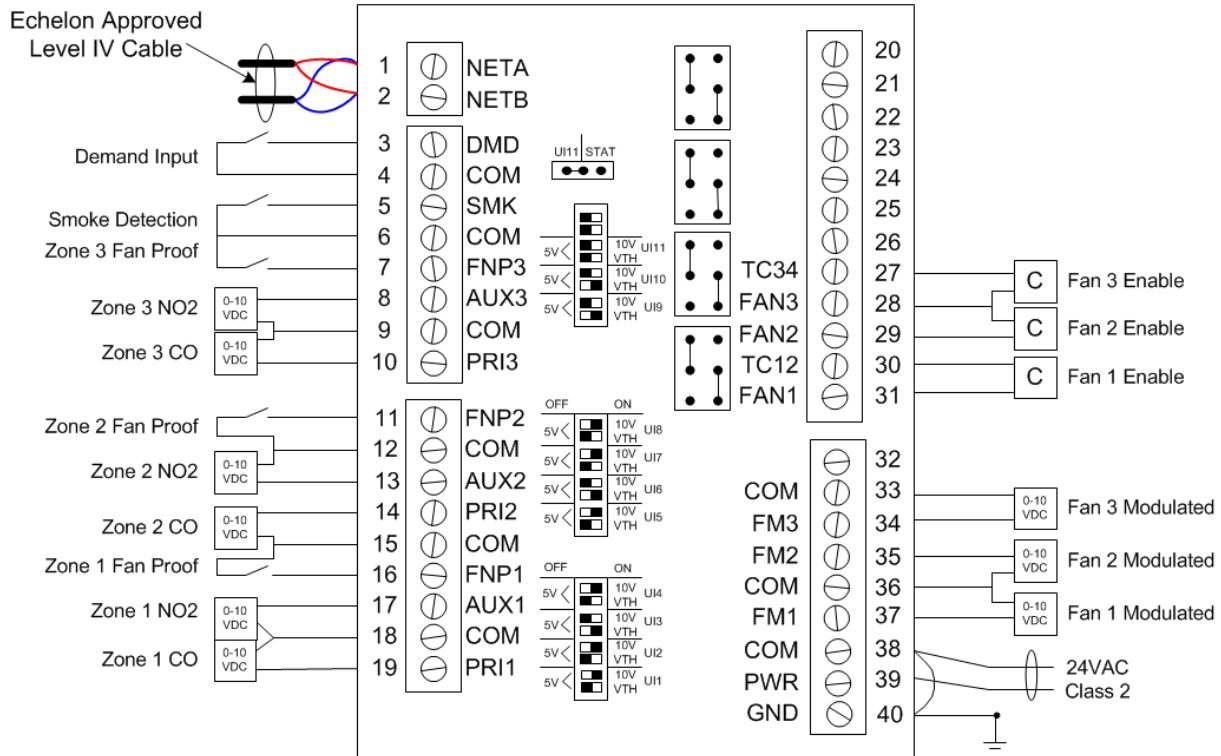 Echelon Approved
Level IV Cable
1 NETA
2 NETB
Demand Input
3 DMD
4 COM
Smoke Detection
5 SMK
6 COM
Zone 3 Fan Proof
7 FNP3
Zone 3 NO2
0-10
VDC
8 AUX3
9 COM
Zone 3 CO
0-10
VDC
10 PRI3
UI11 STAT
5V< 10V
VTH UI11
5V< 10V
VTH UI10
5V< 10V
VTH UI9
Zone 2 Fan Proof
11 FNP2
12 COM
Zone 2 NO2
0-10
VDC
13 AUX2
Zone 2 CO
0-10
VDC
14 PRI2
15 COM
Zone 1 Fan Proof
16 FNP1
Zone 1 NO2
0-10
VDC
17 AUX1
18 COM
Zone 1 CO
0-10
VDC
19 PRI1
OFF ON
5V< 10V
VTH UI8
5V< 10V
VTH UI7
5V< 10V
VTH UI6
5V< 10V
VTH UI5
OFF ON
5V< 10V
VTH UI4
5V< 10V
VTH UI3
5V< 10V
VTH UI2
5V< 10V
VTH UI1
20
21
22
23
24
25
26
TC34 27
FAN3 28
FAN2 29
TC12 30
FAN1 31
C Fan 3 Enable
C Fan 2 Enable
C Fan 1 Enable
32
COM 33
FM3 34
FM2 35
COM 36
FM1 37
COM 38
PWR 39
GND 40
0-10
VDC
Fan 3 Modulated
0-10
VDC
Fan 2 Modulated
0-10
VDC
Fan 1 Modulated
24VAC
Class 2